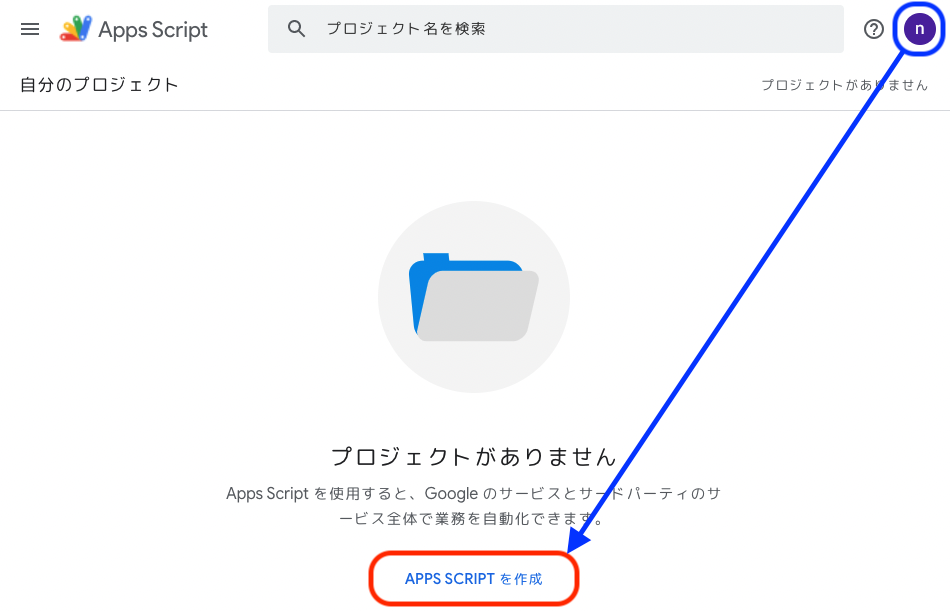 Apps Script
プロジェクト名を検索
n
自分のプロジェクト
プロジェクトがありません
プロジェクトがありません
Apps Script を使用すると、Google のサービスとサードパーティのサ
ービス全体で業務を自動化できます。
APPS SCRIPT を作成